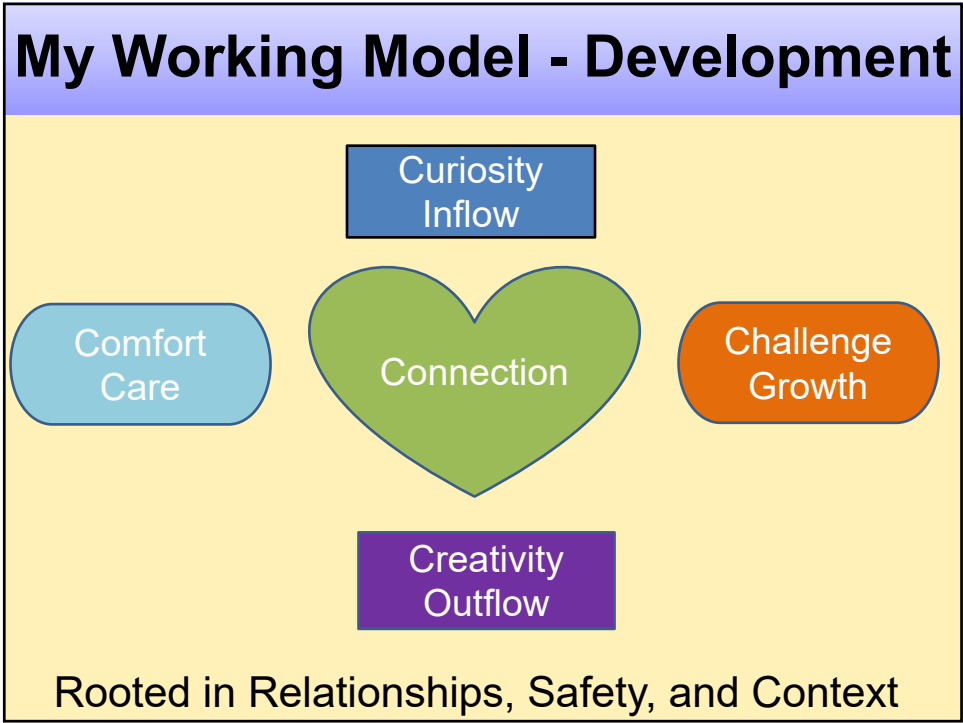 My Working Model - Development
Curiosity
Inflow
Comfort
Care
Connection
Challenge
Growth
Creativity
Outflow
Rooted in Relationships, Safety, and Context